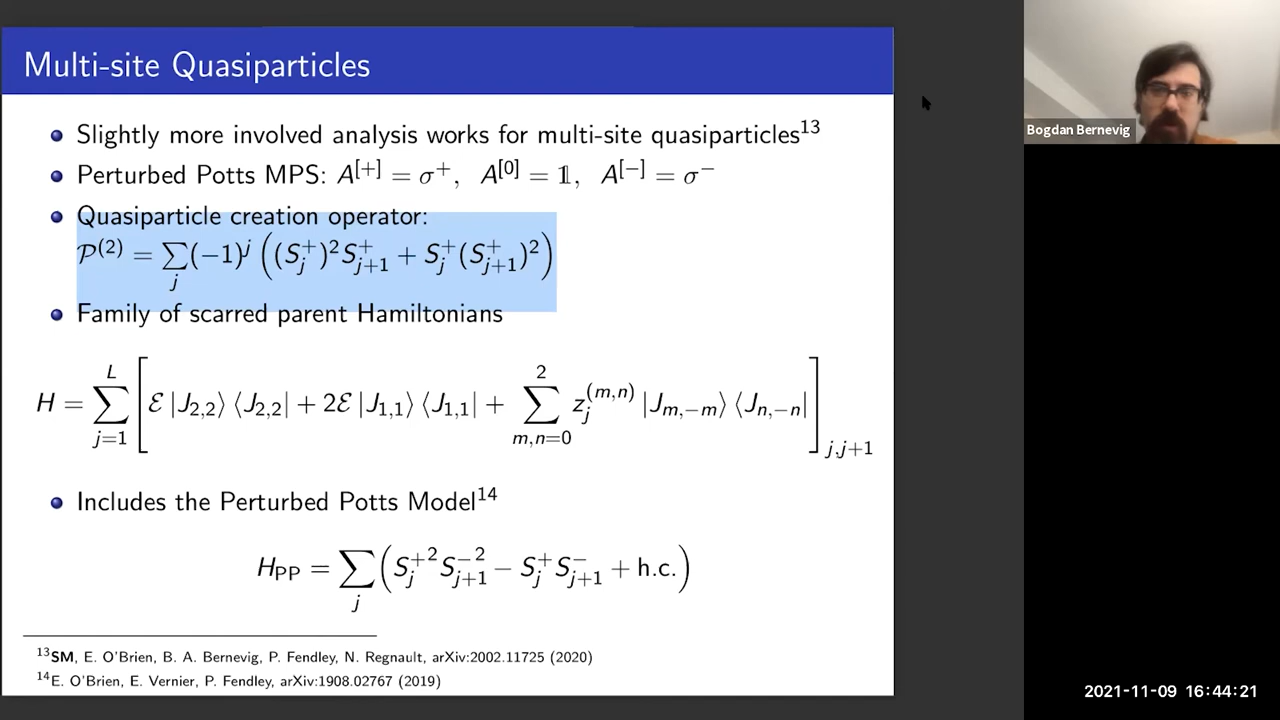 Multi-site Quasiparticles
Slightly more involved analysis works for multi-site quasiparticles¹³
Perturbed Potts MPS: A^[+] = σ⁺, A^[0] = 𝟙, A^[−] = σ⁻
Quasiparticle creation operator:
𝒫^(2) = ∑_j (−1)^j ((S_j^+)^2 S_{j+1}^+ + S_j^+ (S_{j+1}^+)^2)
Family of scarred parent Hamiltonians
H = ∑_{j=1}^{L} [ℰ |J_{2,2}⟩ ⟨J_{2,2}| + 2ℰ |J_{1,1}⟩ ⟨J_{1,1}| + ∑_{m,n=0}^{2} z_j^{(m,n)} |J_{m,−m}⟩ ⟨J_{n,−n}|]_{j,j+1}
Includes the Perturbed Potts Model¹⁴
H_PP = ∑_j (S_j^{+2} S_{j+1}^{−2} − S_j^+ S_{j+1}^− + h.c.)
¹³SM, E. O'Brien, B. A. Bernevig, P. Fendley, N. Regnault, arXiv:2002.11725 (2020)
¹⁴E. O'Brien, E. Vernier, P. Fendley, arXiv:1908.02767 (2019)
Bogdan Bernevig
2021-11-09 16:44:21